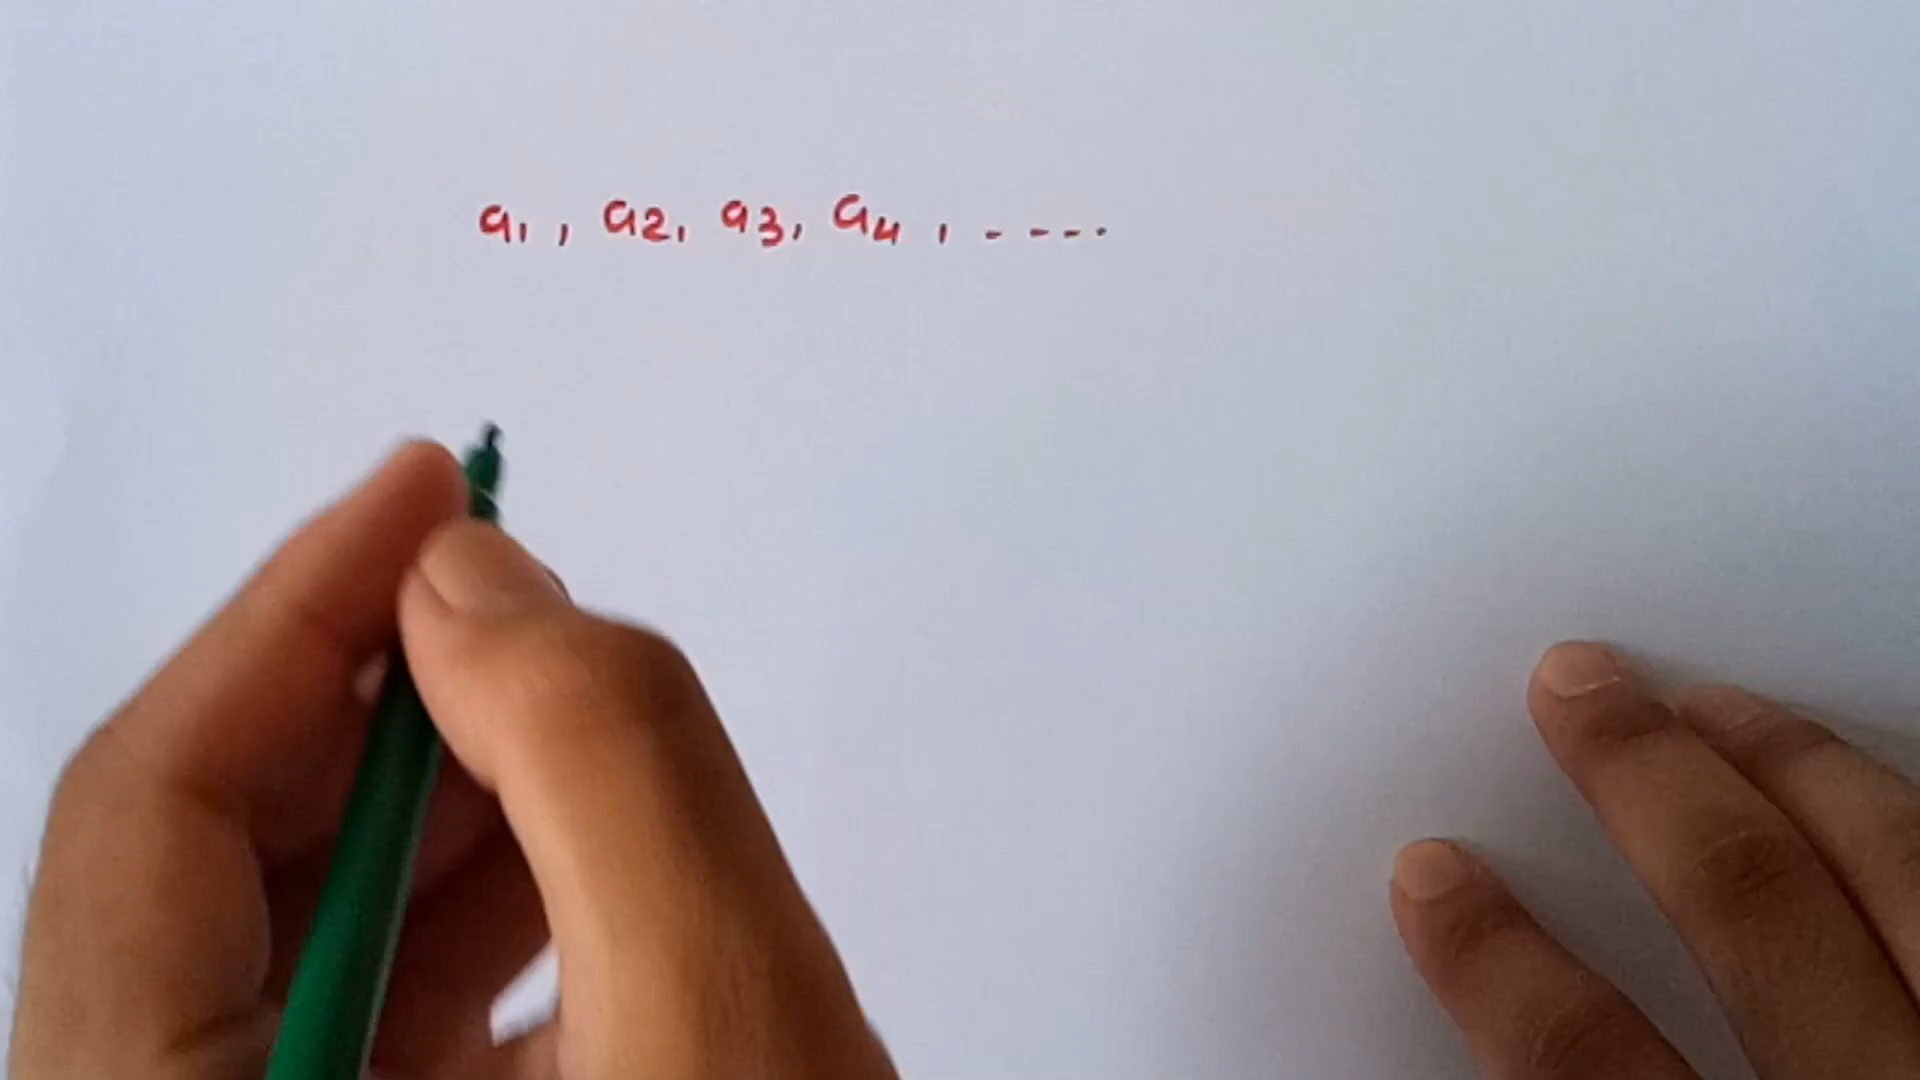 a₁, a₂, a₃, a₄, .....